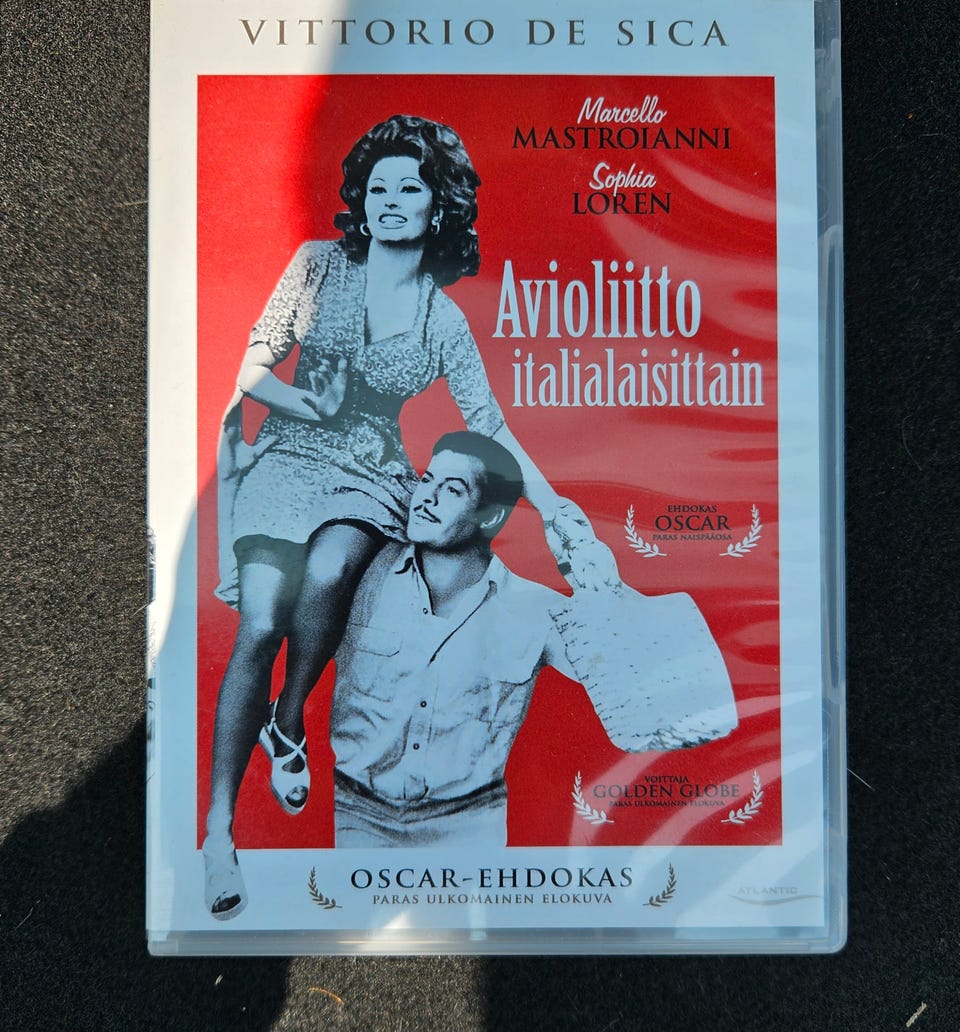 VITTORIO DE SICA
Marcello
MASTROIANNI
Sophia
LOREN
Avioliitto
italialaisittain
EHDOKAS
OSCAR
PARAS NAISPÄÄOSA
VOITTAJA
GOLDEN GLOBE
PARAS ULKOMAINEN ELOKUVA
OSCAR-EHDOKAS
PARAS ULKOMAINEN ELOKUVA
ATLANTIC